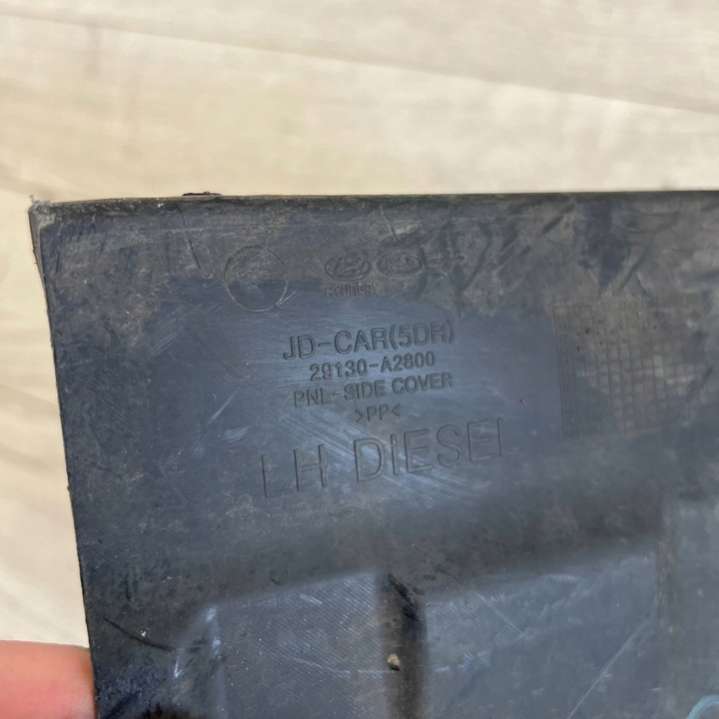 JD-CAR(5DR)
29130-A2800
PNL-SIDE COVER
>PP<
LH DIESEL